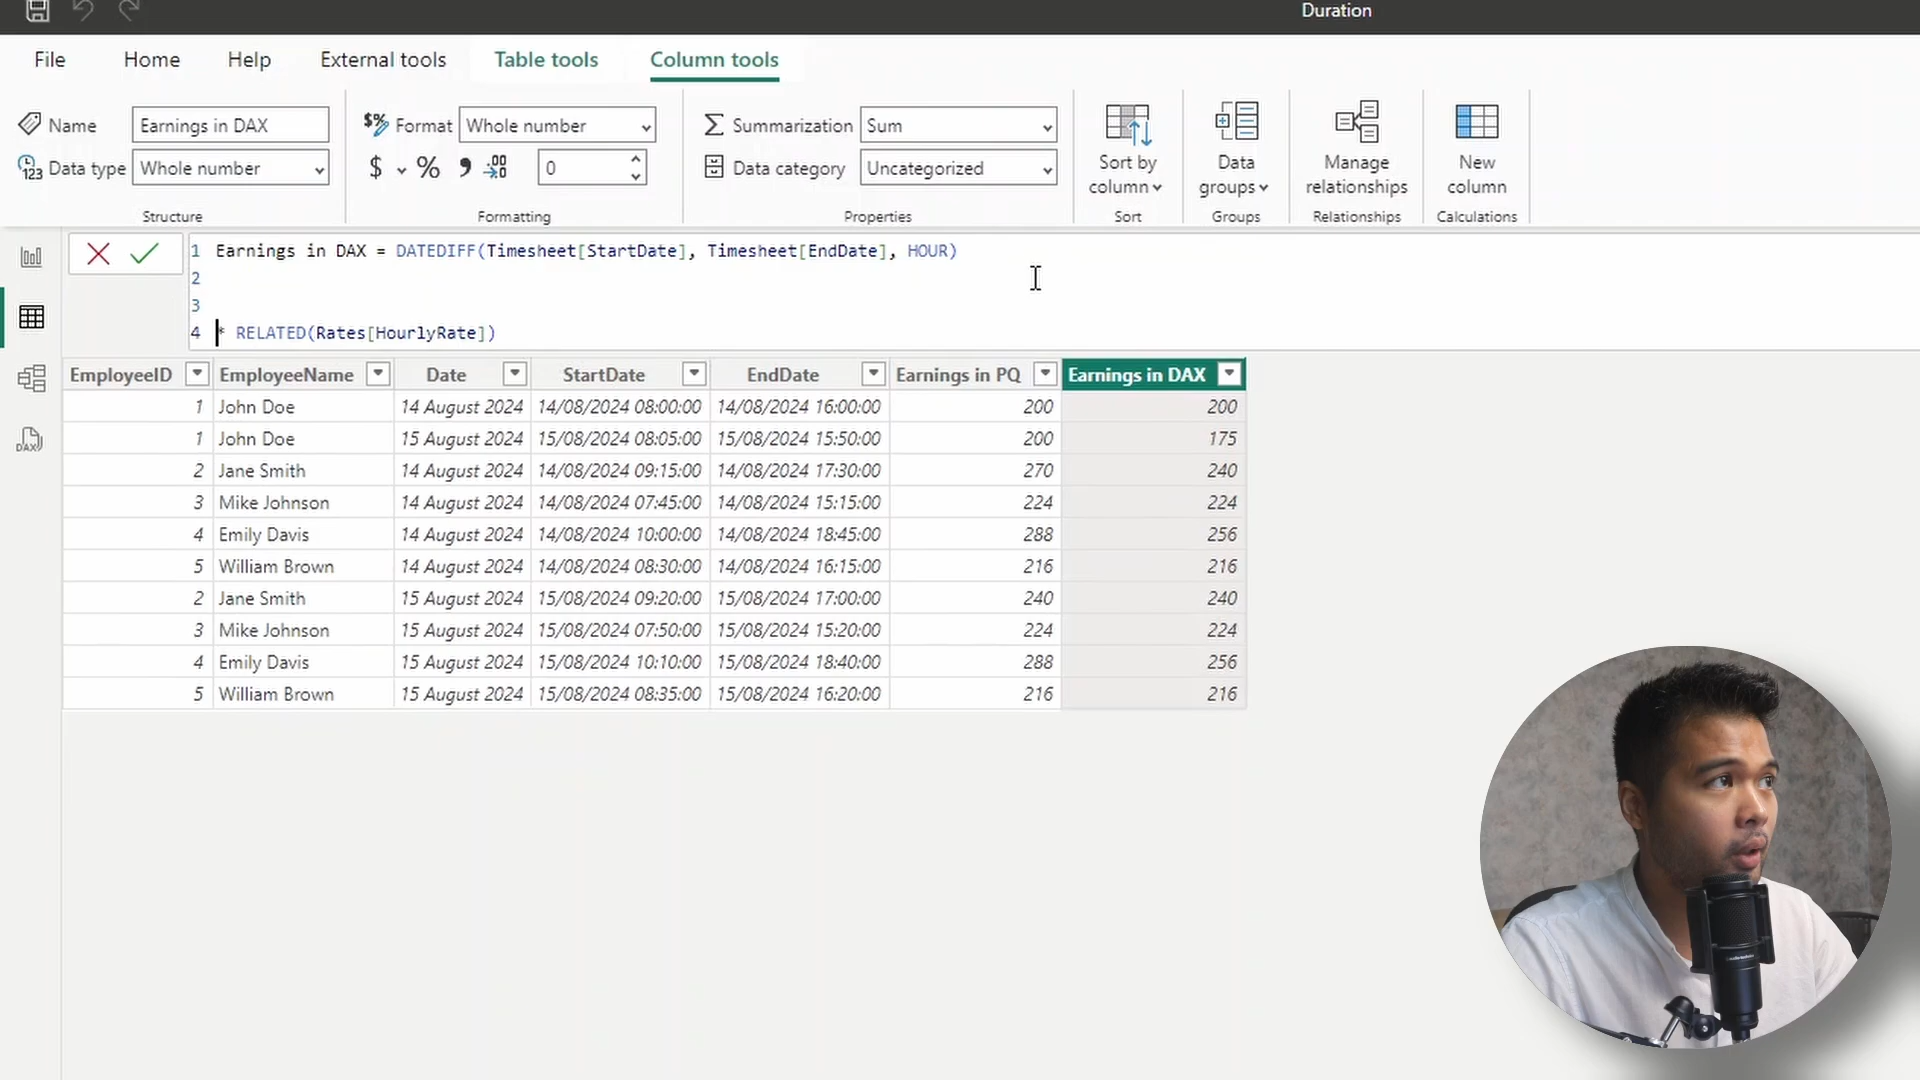 Duration
File Home Help External tools Table tools Column tools
Name Earnings in DAX
Data type Whole number
Structure
Format Whole number
$ % 0
Formatting
Summarization Sum
Data category Uncategorized
Properties
Sort by
column
Sort
Data
groups
Groups
Manage
relationships
Relationships
New
column
Calculations
1 Earnings in DAX = DATEDIFF(Timesheet[StartDate], Timesheet[EndDate], HOUR)
2
3
4 * RELATED(Rates[HourlyRate])
DAX
EmployeeID EmployeeName Date StartDate EndDate Earnings in PQ Earnings in DAX
1 John Doe 14 August 2024 14/08/2024 08:00:00 14/08/2024 16:00:00 200 200
1 John Doe 15 August 2024 15/08/2024 08:05:00 15/08/2024 15:50:00 200 175
2 Jane Smith 14 August 2024 14/08/2024 09:15:00 14/08/2024 17:30:00 270 240
3 Mike Johnson 14 August 2024 14/08/2024 07:45:00 14/08/2024 15:15:00 224 224
4 Emily Davis 14 August 2024 14/08/2024 10:00:00 14/08/2024 18:45:00 288 256
5 William Brown 14 August 2024 14/08/2024 08:30:00 14/08/2024 16:15:00 216 216
2 Jane Smith 15 August 2024 15/08/2024 09:20:00 15/08/2024 17:00:00 240 240
3 Mike Johnson 15 August 2024 15/08/2024 07:50:00 15/08/2024 15:20:00 224 224
4 Emily Davis 15 August 2024 15/08/2024 10:10:00 15/08/2024 18:40:00 288 256
5 William Brown 15 August 2024 15/08/2024 08:35:00 15/08/2024 16:20:00 216 216